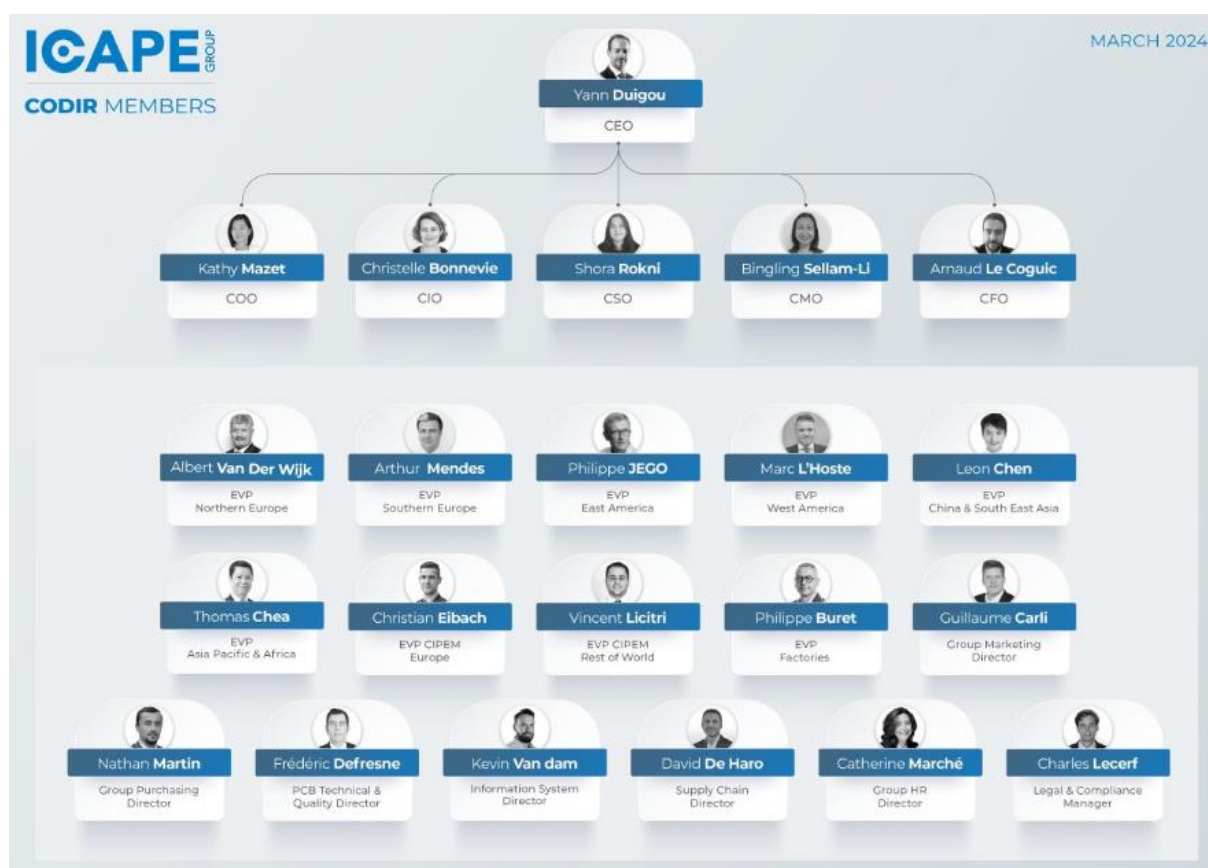 ICAPE GROUP
MARCH 2024
CODIR MEMBERS
Yann Duigou
CEO
Kathy Mazet
COO
Christelle Bonnevie
CIO
Shora Rokni
CSO
Bingling Sellam-Li
CMO
Arnaud Le Coguic
CFO
Albert Van Der Wijk
EVP
Northern Europe
Arthur Mendes
EVP
Southern Europe
Philippe JEGO
EVP
East America
Marc L'Hoste
EVP
West America
Leon Chen
EVP
China & South East Asia
Thomas Chea
EVP
Asia Pacific & Africa
Christian Eibach
EVP CIPEM
Europe
Vincent Licitri
EVP CIPEM
Rest of World
Philippe Buret
EVP
Factories
Guillaume Carli
Group Marketing
Director
Nathan Martin
Group Purchasing
Director
Frédéric Defresne
PCB Technical &
Quality Director
Kevin Van dam
Information System
Director
David De Haro
Supply Chain
Director
Catherine Marché
Group HR
Director
Charles Lecerf
Legal & Compliance
Manager